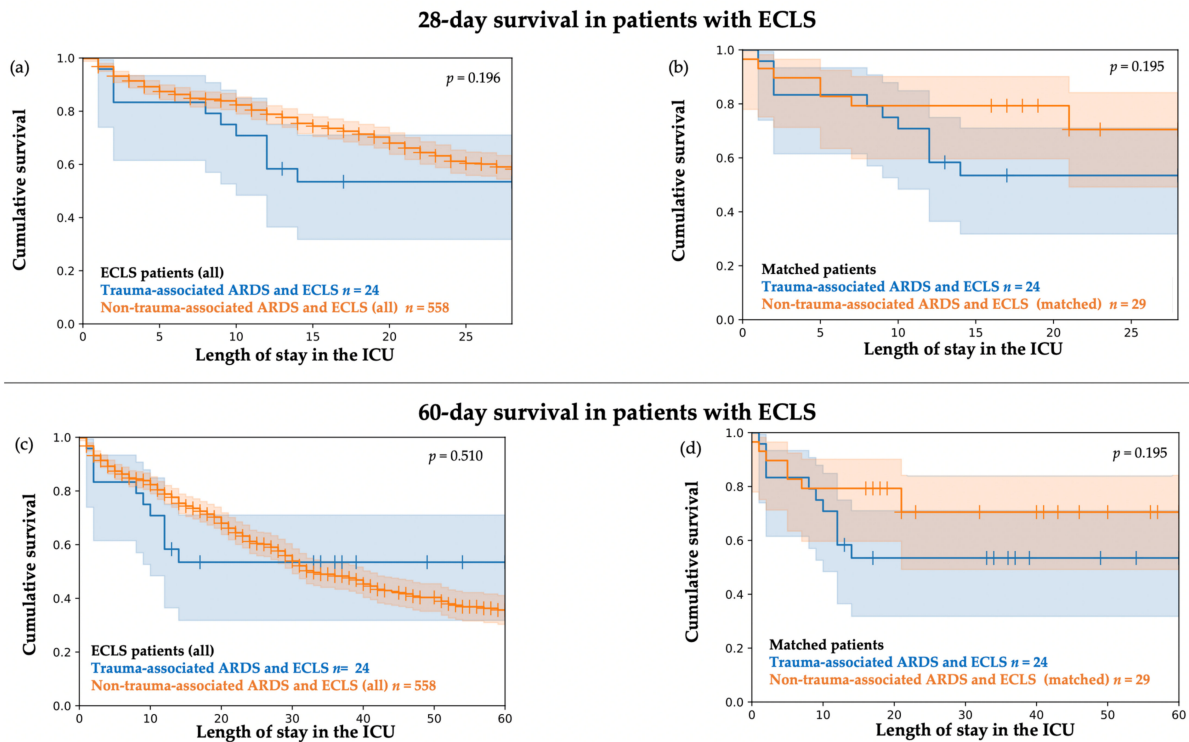 28-day survival in patients with ECLS
(a)
p = 0.196
Cumulative survival
1.0
0.8
0.6
0.4
0.2
0.0
ECLS patients (all)
Trauma-associated ARDS and ECLS n = 24
Non-trauma-associated ARDS and ECLS (all) n = 558
0 5 10 15 20 25
Length of stay in the ICU
(b)
p = 0.195
Cumulative survival
1.0
0.8
0.6
0.4
0.2
0.0
Matched patients
Trauma-associated ARDS and ECLS n = 24
Non-trauma-associated ARDS and ECLS (matched) n = 29
0 5 10 15 20 25
Length of stay in the ICU
60-day survival in patients with ECLS
(c)
p = 0.510
Cumulative survival
1.0
0.8
0.6
0.4
0.2
0.0
ECLS patients (all)
Trauma-associated ARDS and ECLS n= 24
Non-trauma-associated ARDS and ECLS (all) n = 558
0 10 20 30 40 50 60
Length of stay in the ICU
(d)
p = 0.195
Cumulative survival
1.0
0.8
0.6
0.4
0.2
0.0
Matched patients
Trauma-associated ARDS and ECLS n = 24
Non-trauma-associated ARDS and ECLS (matched) n = 29
0 10 20 30 40 50 60
Length of stay in the ICU